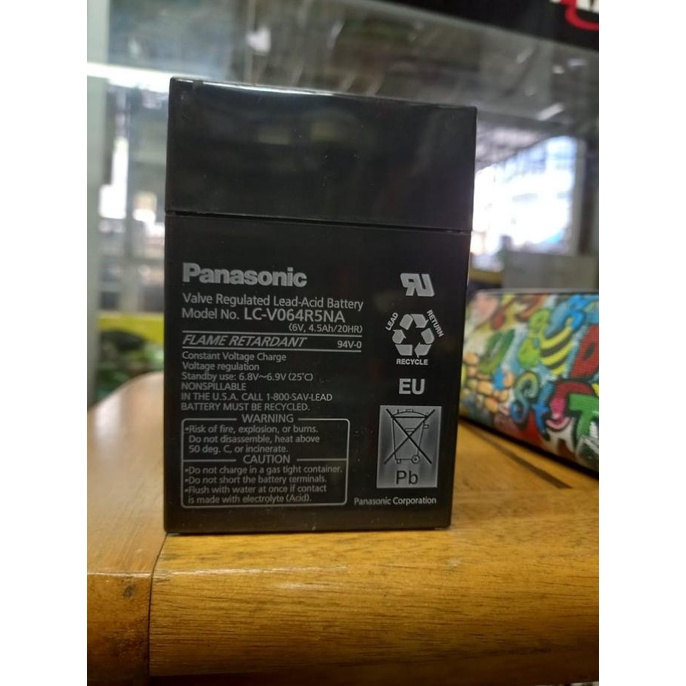 Panasonic
Valve Regulated Lead-Acid Battery
Model No. LC-V064R5NA
(6V, 4.5Ah/20HR)
FLAME RETARDANT 94V-0
Constant Voltage Charge
Voltage regulation
Standby use: 6.8V~6.9V (25℃)
NONSPILLABLE
IN THE U.S.A. CALL 1-800-SAV-LEAD
BATTERY MUST BE RECYCLED.
WARNING
•Risk of fire, explosion, or burns.
Do not disassemble, heat above
50 deg. C, or incinerate.
CAUTION
•Do not charge in a gas tight container.
•Do not short the battery terminals.
•Flush with water at once if contact
is made with electrolyte (Acid).
LEAD
RETURN
RECYCLE
EU
Pb
Panasonic Corporation